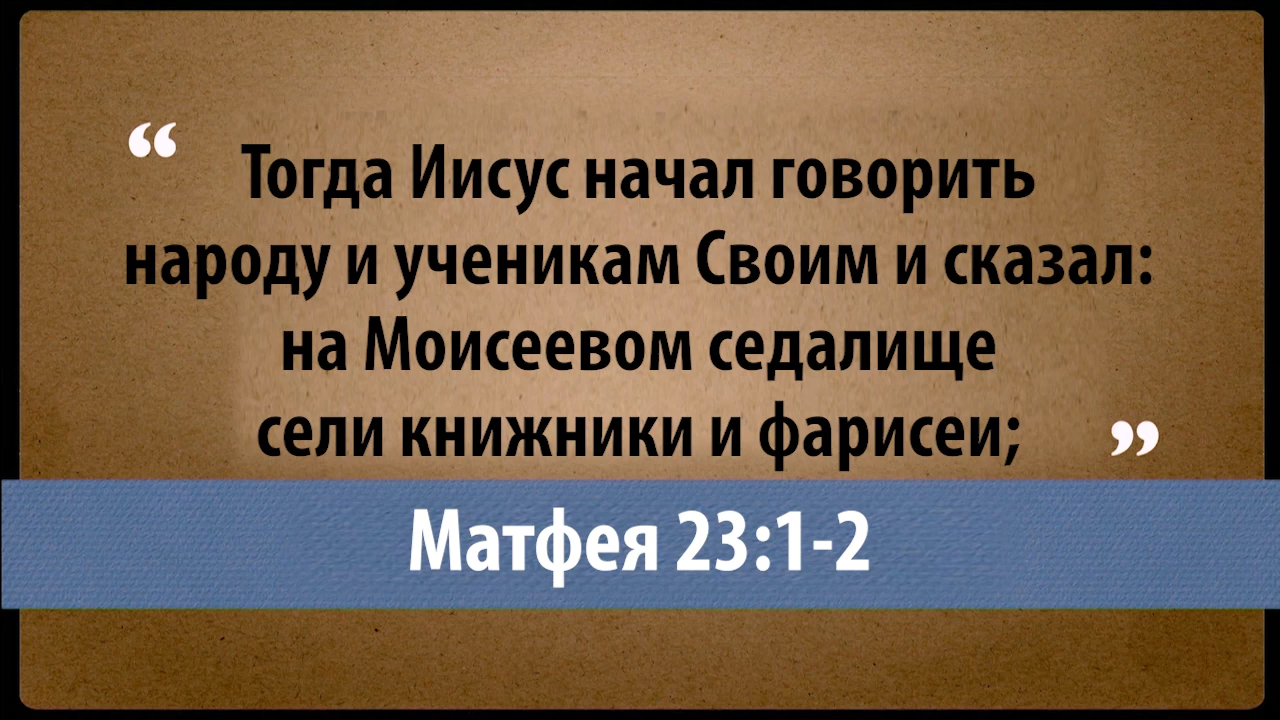 “ Тогда Иисус начал говорить
народу и ученикам Своим и сказал:
на Моисеевом седалище
сели книжники и фарисеи; ”
Матфея 23:1-2